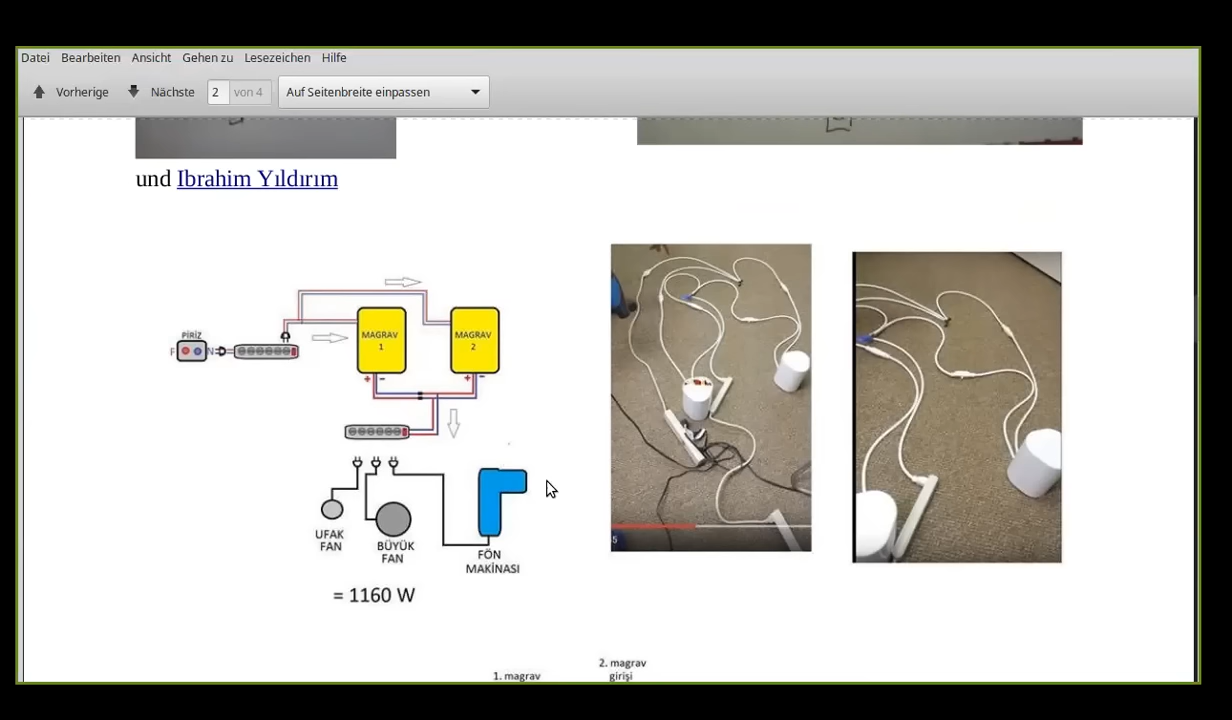 Datei Bearbeiten Ansicht Gehen zu Lesezeichen Hilfe
Vorherige Nächste 2 von 4 Auf Seitenbreite einpassen
und Ibrahim Yıldırım
PİRİZ
F N
MAGRAV
1
MAGRAV
2
+ -
+ -
UFAK
FAN
BÜYÜK
FAN
FÖN
MAKİNASI
= 1160 W
5
2. magrav
1. magrav girişi